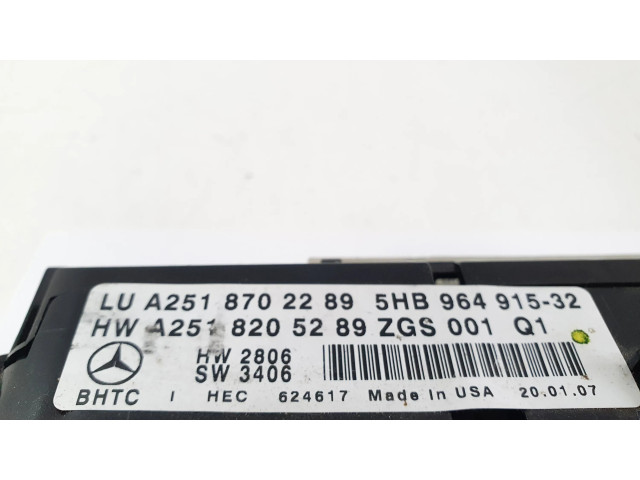 LU A251 870 22 89 5HB 964 915-32
HW A251 820 52 89 ZGS 001 Q1
HW 2806
SW 3406
BHTC I HEC 624617 Made In USA 20.01.07